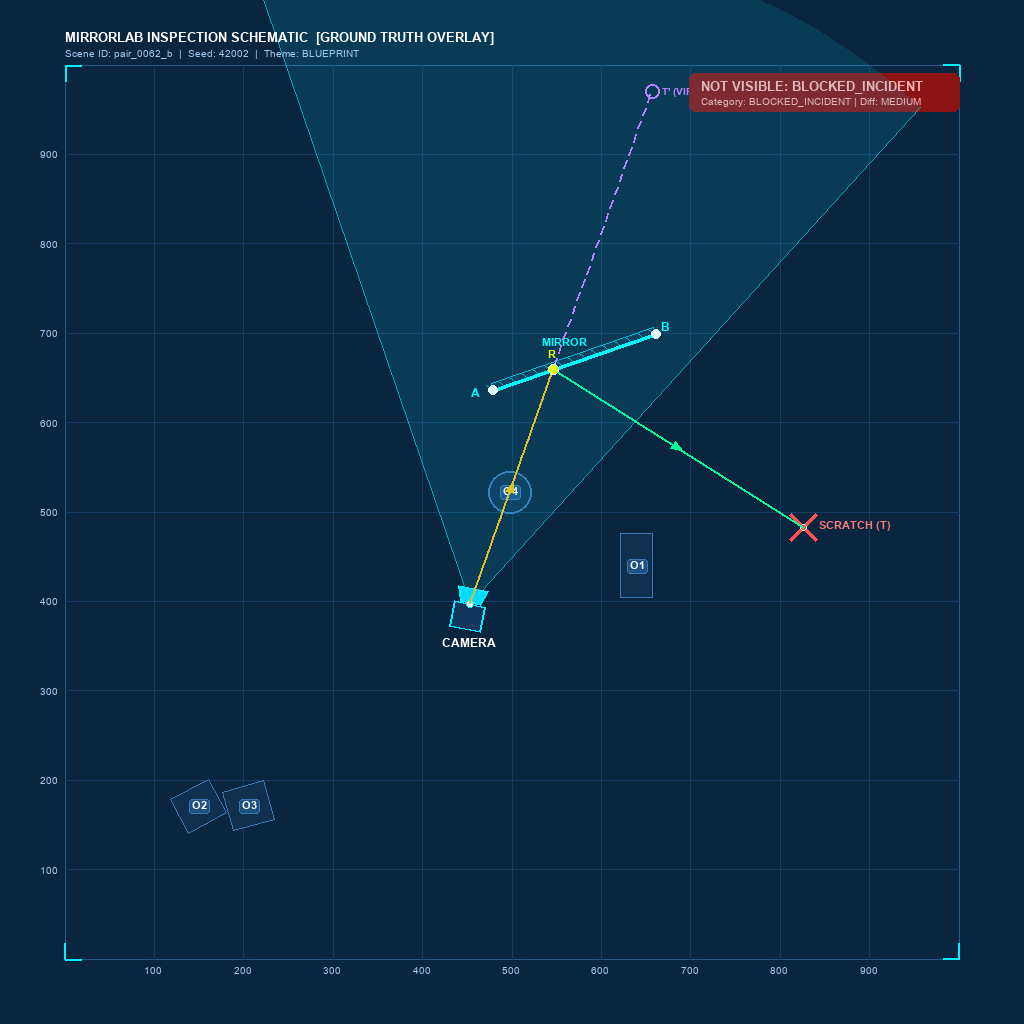 MIRRORLAB INSPECTION SCHEMATIC [GROUND TRUTH OVERLAY]
Scene ID: pair_0062_b | Seed: 42002 | Theme: BLUEPRINT
NOT VISIBLE: BLOCKED_INCIDENT
Category: BLOCKED_INCIDENT | Diff: MEDIUM
T'
900
800
700
600
500
400
300
200
100
B
MIRROR
R
A
SCRATCH (T)
O1
CAMERA
O2
O3
100
200
300
400
500
600
700
800
900